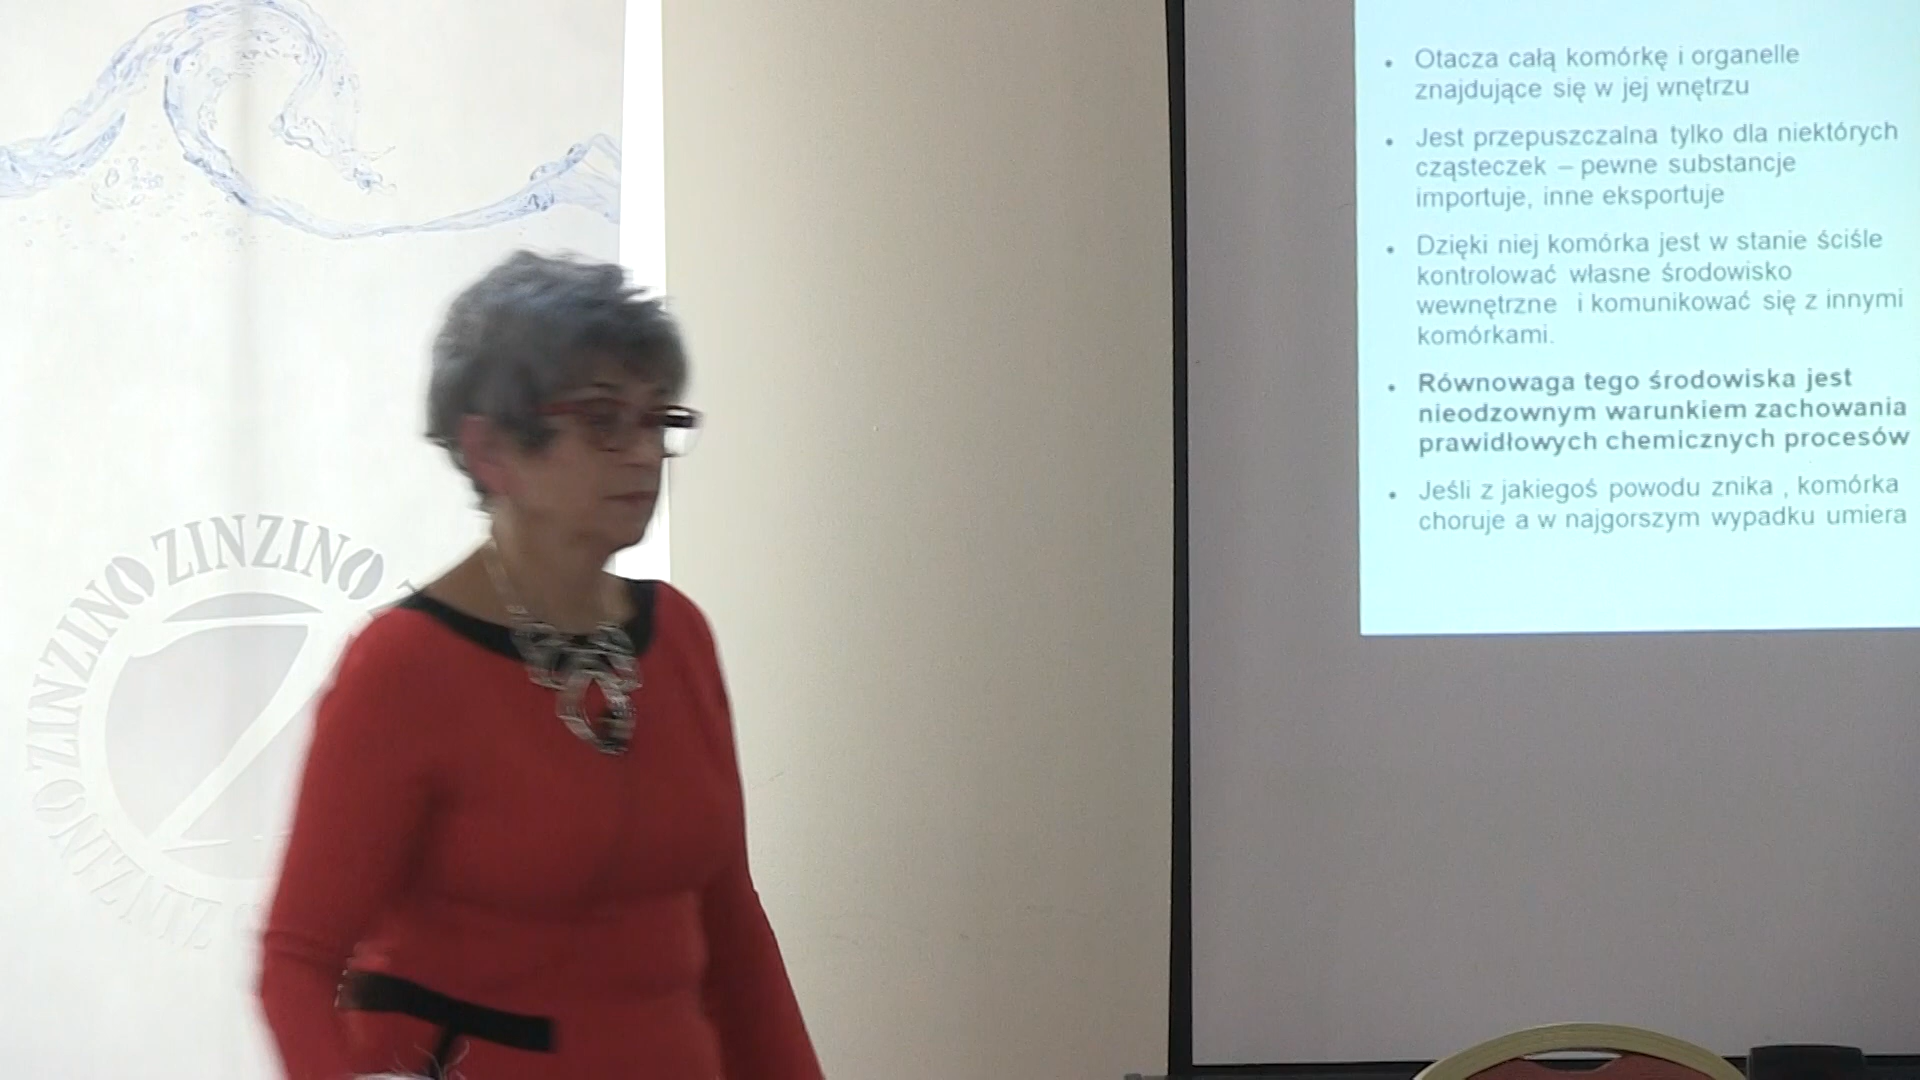 ZINZINO ZINZINO ZINZINO ZINZINO
Z
Otacza całą komórkę i organelle
znajdujące się w jej wnętrzu
Jest przepuszczalna tylko dla niektórych
cząsteczek – pewne substancje
importuje, inne eksportuje
Dzięki niej komórka jest w stanie ściśle
kontrolować własne środowisko
wewnętrzne i komunikować się z innymi
komórkami.
Równowaga tego środowiska jest
nieodzownym warunkiem zachowania
prawidłowych chemicznych procesów
Jeśli z jakiegoś powodu znika , komórka
choruje a w najgorszym wypadku umiera